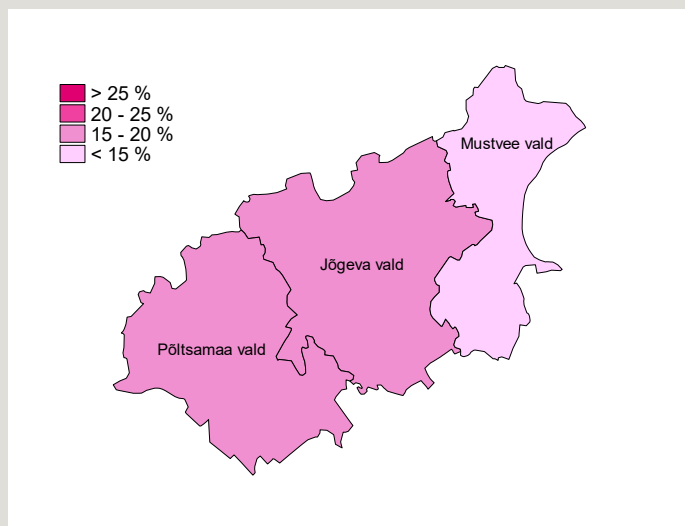 > 25 %
20 - 25 %
15 - 20 %
< 15 %
Mustvee vald
Jõgeva vald
Põltsamaa vald